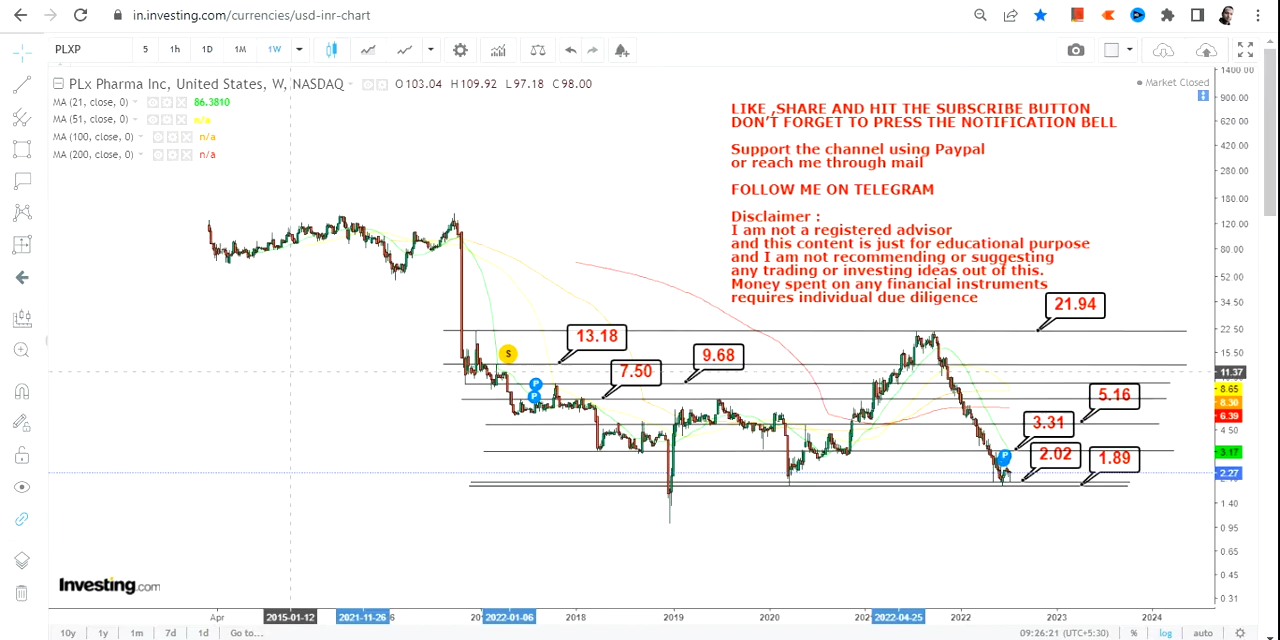 in.investing.com/currencies/usd-inr-chart
PLXP
5 1h 1D 1M 1W
PLx Pharma Inc, United States, W, NASDAQ O103.04 H109.92 L97.18 C98.00
Market Closed
MA (21, close, 0) 86.3810
MA (51, close, 0) n/a
MA (100, close, 0) n/a
MA (200, close, 0) n/a
LIKE ,SHARE AND HIT THE SUBSCRIBE BUTTON
DON'T FORGET TO PRESS THE NOTIFICATION BELL
Support the channel using Paypal
or reach me through mail
FOLLOW ME ON TELEGRAM
Disclaimer :
I am not a registered advisor
and this content is just for educational purpose
and I am not recommending or suggesting
any trading or investing ideas out of this.
Money spent on any financial instruments
requires individual due diligence
21.94
13.18
9.68
7.50
5.16
3.31
2.02
1.89
S
P
P
P
1400.00
900.00
620.00
420.00
280.00
180.00
120.00
80.00
52.00
34.50
22.50
15.50
11.37
8.65
8.30
6.39
4.50
3.17
2.27
1.40
0.95
0.65
0.45
0.31
Investing.com
Apr 2015-01-12 2021-11-26 2022-01-06 2018 2019 2020 2022-04-25 2022 2023 2024
10y 1y 1m 7d 1d Go to... 09:26:21 (UTC+5:30) % log auto